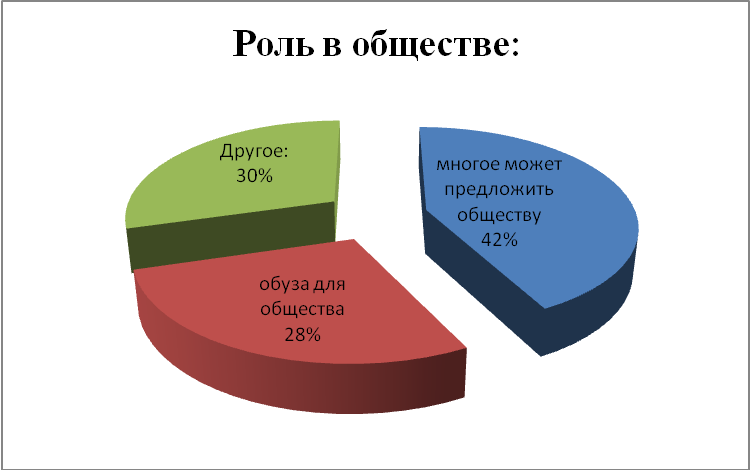 Роль в обществе:
Другое:
30%
многое может
предложить
обществу
42%
обуза для
общества
28%